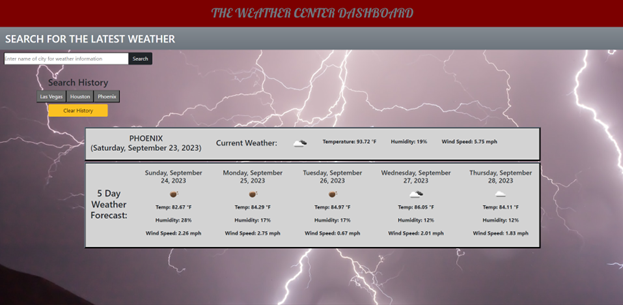 THE WEATHER CENTER DASHBOARD
SEARCH FOR THE LATEST WEATHER
Enter name of city for weather information
Search
Search History
Las Vegas Houston Phoenix
Clear History
PHOENIX
(Saturday, September 23, 2023)
Current Weather: Temperature: 93.72 °F Humidity: 19% Wind Speed: 5.75 mph
5 Day
Weather
Forecast:
Sunday, September
24, 2023
Temp: 82.67 °F
Humidity: 28%
Wind Speed: 2.26 mph
Monday, September
25, 2023
Temp: 84.29 °F
Humidity: 17%
Wind Speed: 2.75 mph
Tuesday, September
26, 2023
Temp: 84.97 °F
Humidity: 17%
Wind Speed: 0.67 mph
Wednesday, September
27, 2023
Temp: 86.05 °F
Humidity: 12%
Wind Speed: 2.01 mph
Thursday, September
28, 2023
Temp: 84.11 °F
Humidity: 12%
Wind Speed: 1.83 mph